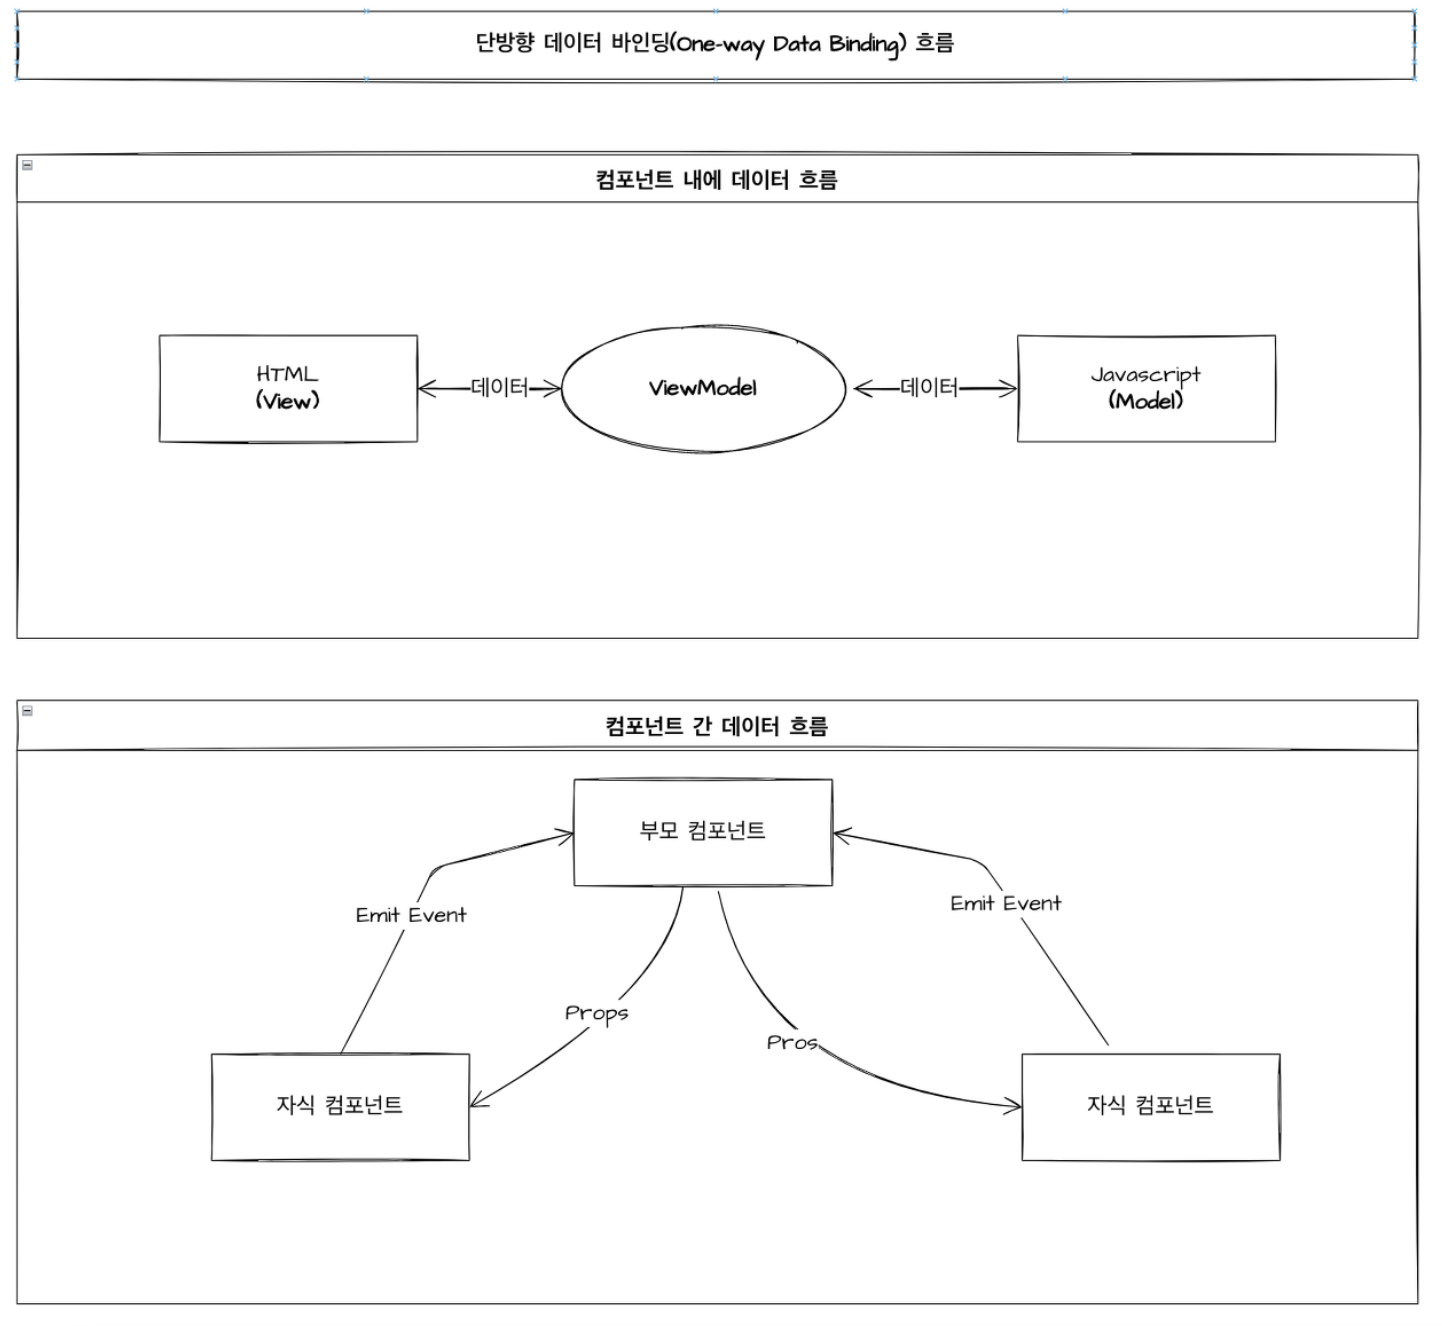 단방향 데이터 바인딩(One-way Data Binding) 흐름
컴포넌트 내에 데이터 흐름
HTML
(View)
데이터
ViewModel
데이터
Javascript
(Model)
컴포넌트 간 데이터 흐름
부모 컴포넌트
Emit Event
Emit Event
Props
Pros
자식 컴포넌트
자식 컴포넌트